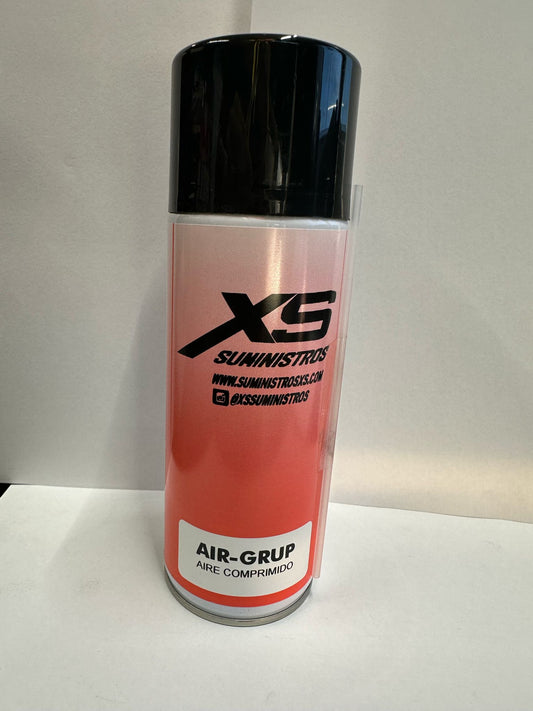 XS
SUMINISTROS
WWW.SUMINISTROSXS.COM
@XSSUMINISTROS
AIR-GRUP
AIRE COMPRIMIDO